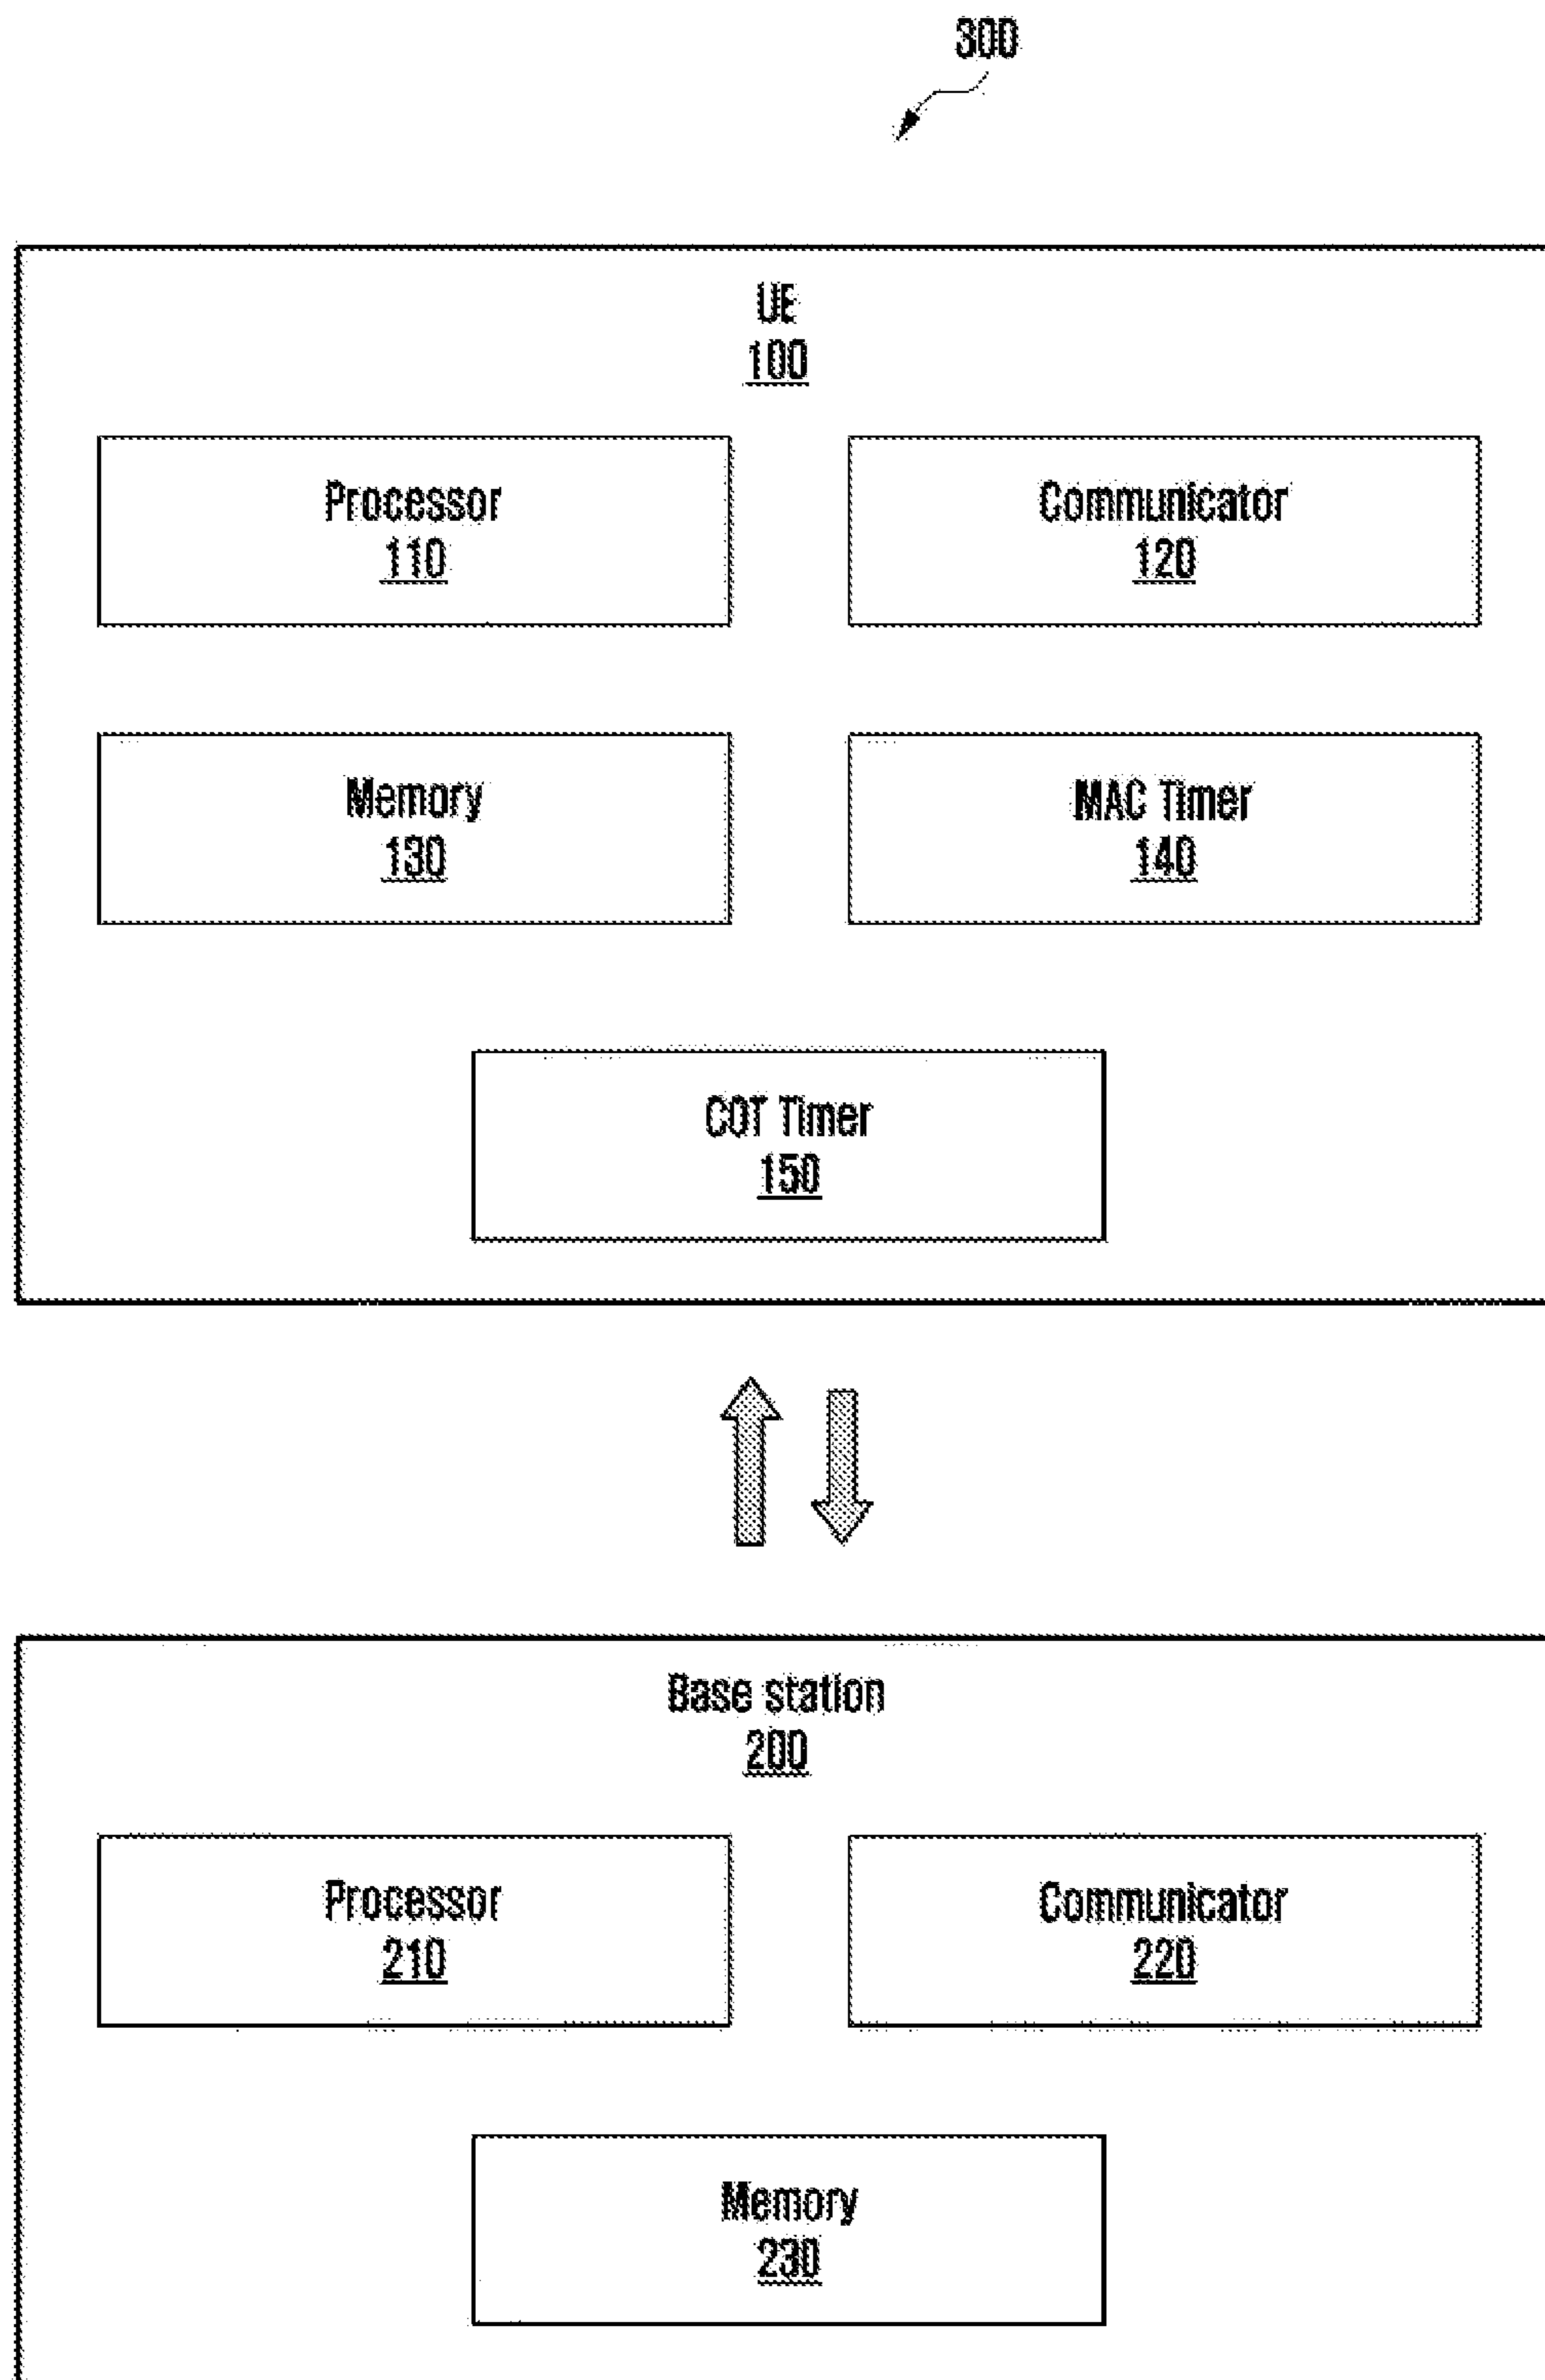 300
UE
100
Processor
110
Communicator
120
Memory
130
MAC Timer
140
COT Timer
150
Base station
200
Processor
210
Communicator
220
Memory
230